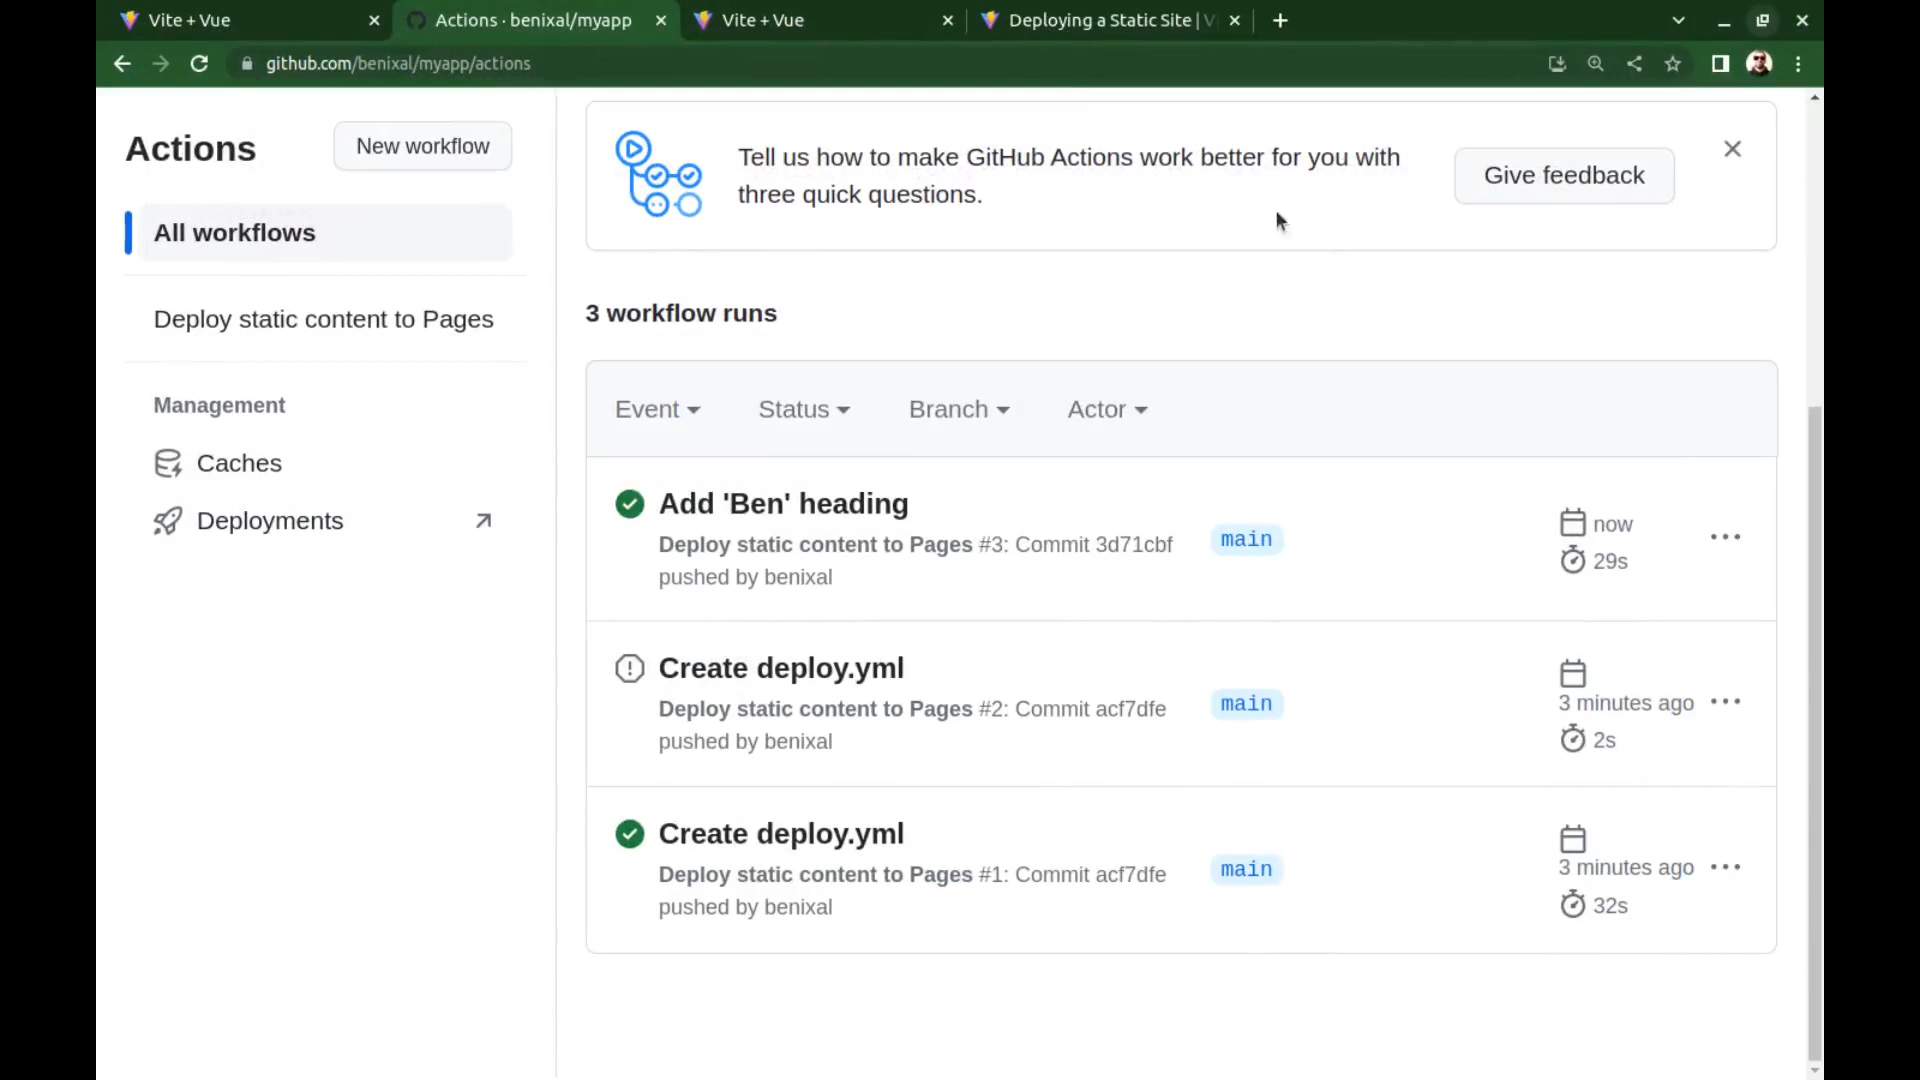 Vite + Vue
Actions · benixal/myapp
Vite + Vue
Deploying a Static Site | V
github.com/benixal/myapp/actions
Actions
New workflow
All workflows
Deploy static content to Pages
Management
Caches
Deployments
Tell us how to make GitHub Actions work better for you with
three quick questions.
Give feedback
3 workflow runs
Event
Status
Branch
Actor
Add 'Ben' heading
Deploy static content to Pages #3: Commit 3d71cbf
pushed by benixal
main
now
29s
Create deploy.yml
Deploy static content to Pages #2: Commit acf7dfe
pushed by benixal
main
3 minutes ago
2s
Create deploy.yml
Deploy static content to Pages #1: Commit acf7dfe
pushed by benixal
main
3 minutes ago
32s